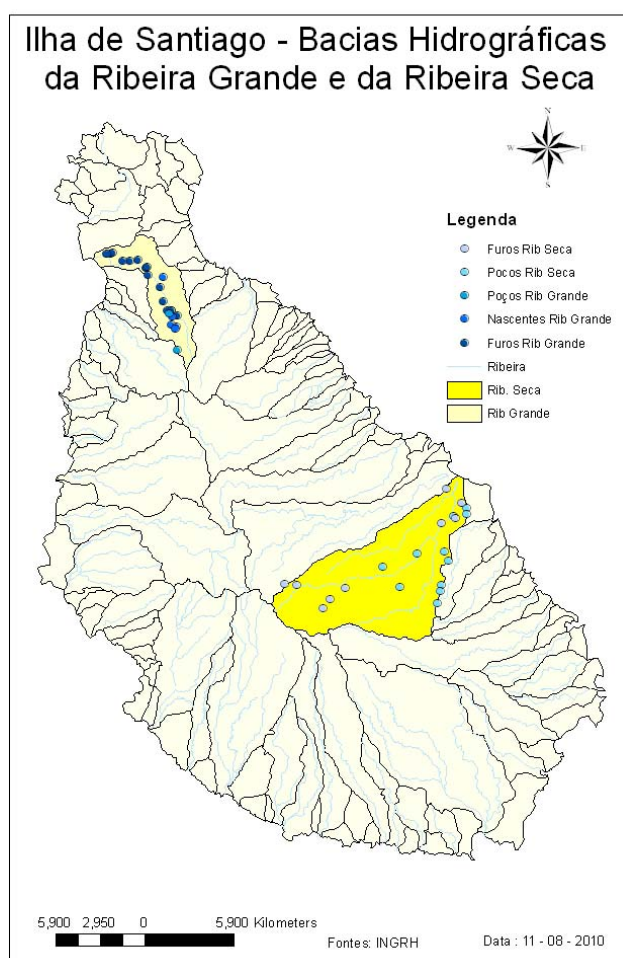 Ilha de Santiago - Bacias Hidrográficas
da Ribeira Grande e da Ribeira Seca
N
W E
S
Legenda
Furos Rib Seca
Pocos Rib Seca
Poços Rib Grande
Nascentes Rib Grande
Furos Rib Grande
Ribeira
Rib. Seca
Rib Grande
5,900 2,950 0 5,900 Kilometers
Fontes: INGRH
Data : 11 - 08 - 2010